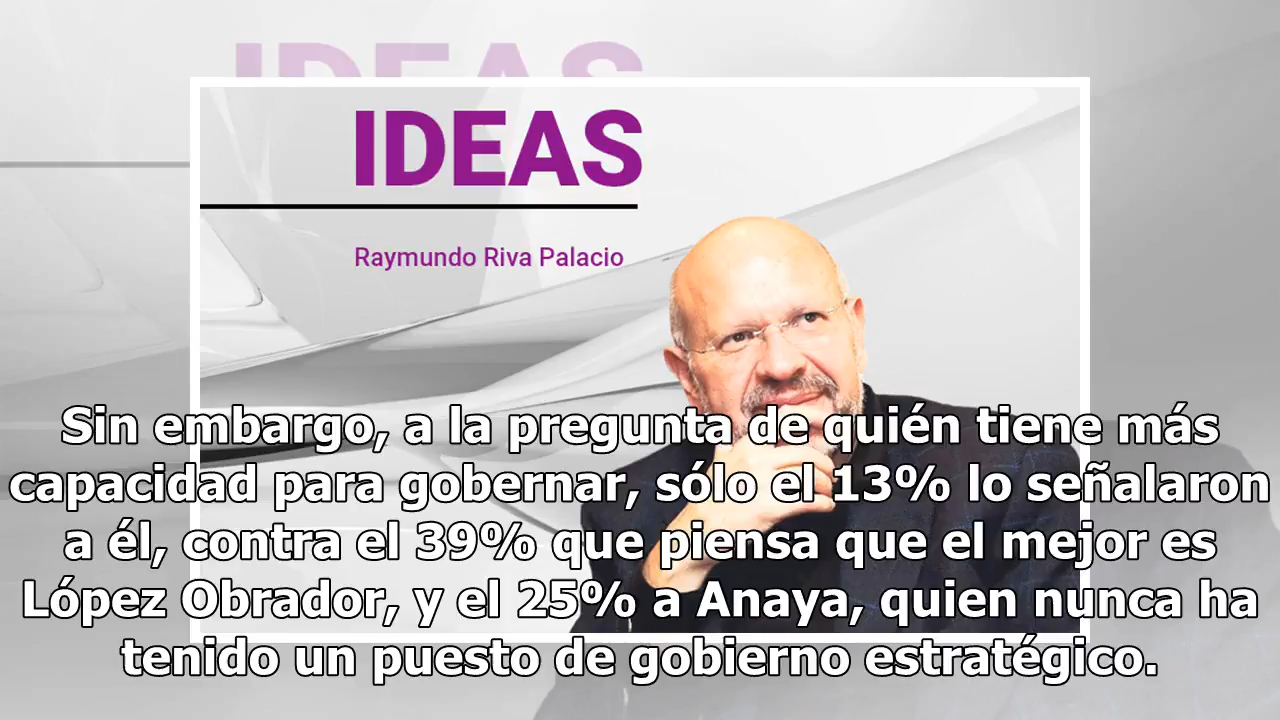 IDEAS
IDEAS
Raymundo Riva Palacio
Sin embargo, a la pregunta de quién tiene más
capacidad para gobernar, sólo el 13% lo señalaron
a él, contra el 39% que piensa que el mejor es
López Obrador, y el 25% a Anaya, quien nunca ha
tenido un puesto de gobierno estratégico.